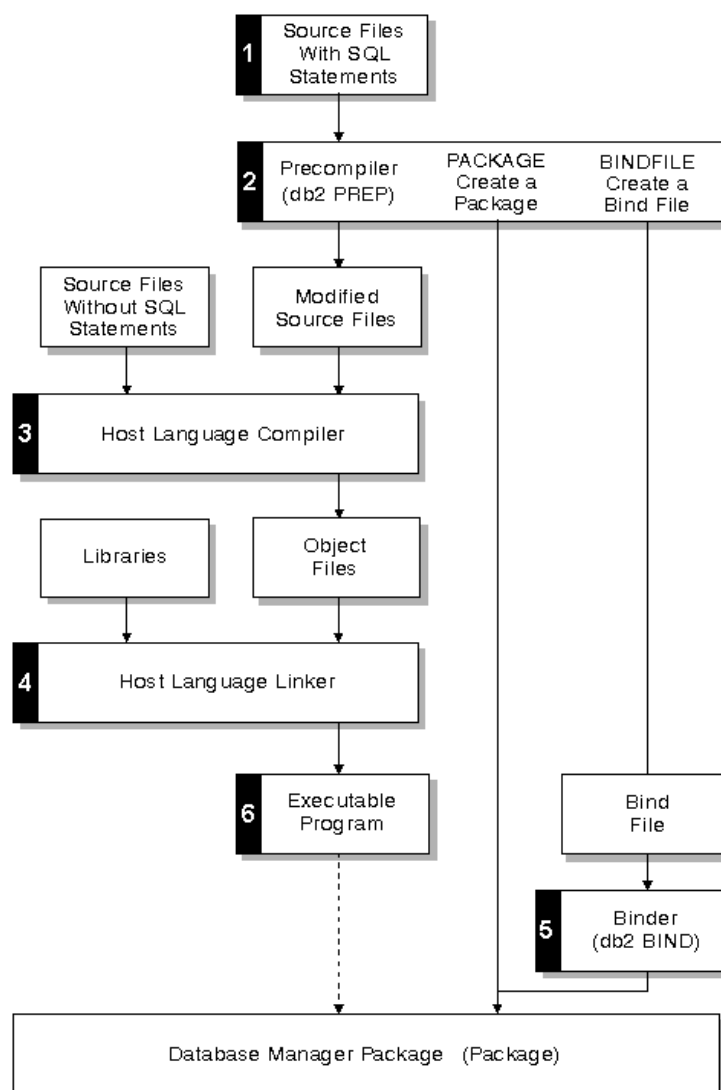 1
Source Files
With SQL
Statements
2
Precompiler
(db2 PREP)
PACKAGE
Create a
Package
BINDFILE
Create a
Bind File
Source Files
Without SQL
Statements
Modified
Source Files
3
Host Language Compiler
Libraries
Object
Files
4
Host Language Linker
6
Executable
Program
Bind
File
5
Binder
(db2 BIND)
Database Manager Package (Package)